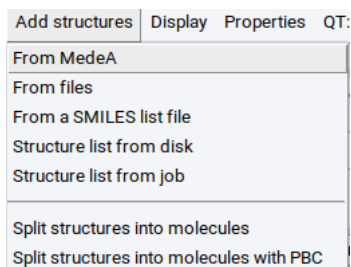 Add structures Display Properties QT:
From MedeA
From files
From a SMILES list file
Structure list from disk
Structure list from job
Split structures into molecules
Split structures into molecules with PBC